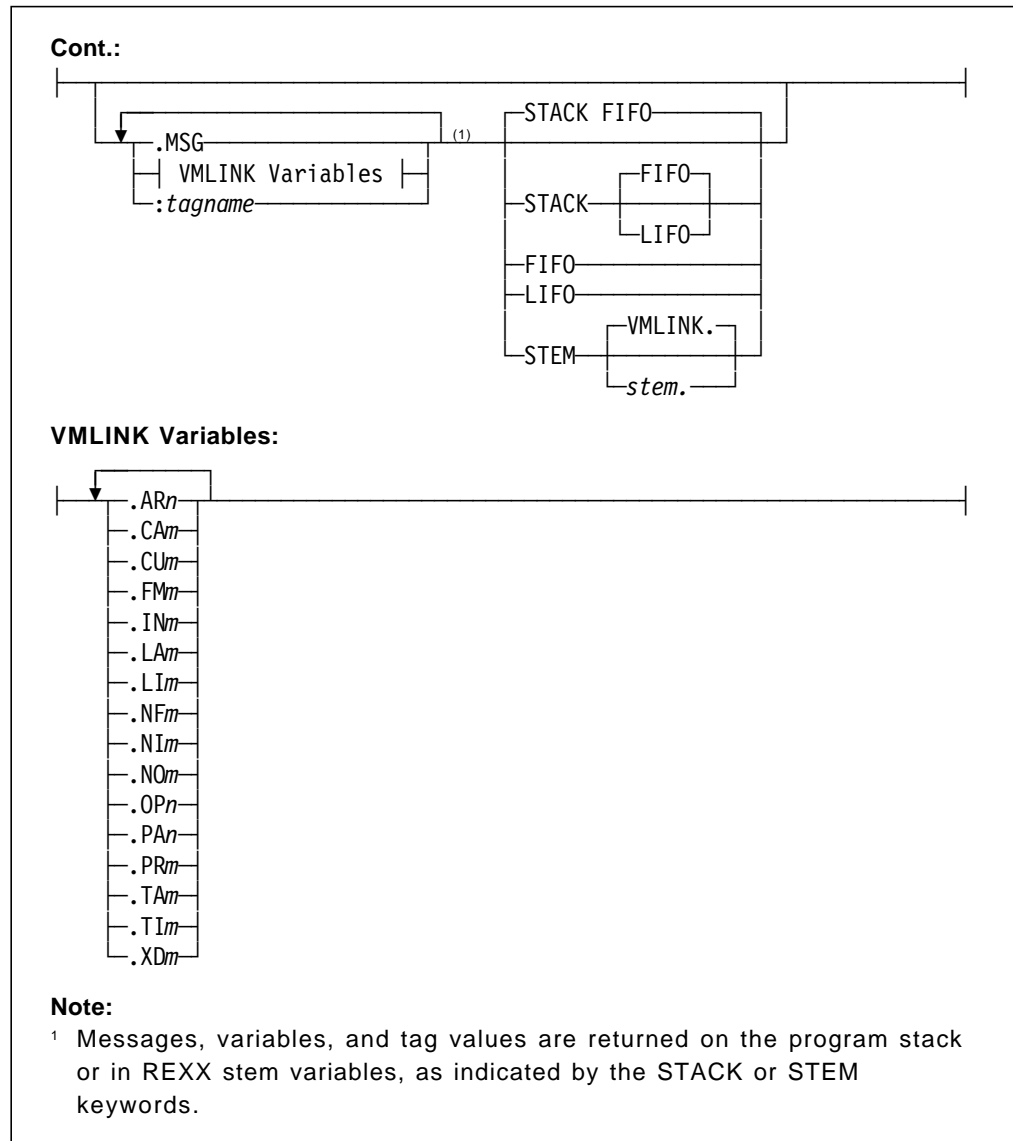 Cont.:
STACK FIFO
.MSG (1)
VMLINK Variables
FIFO
:tagname
STACK
LIFO
FIFO
LIFO
VMLINK.
STEM
stem.
VMLINK Variables:
.ARn
.CAm
.CUm
.FMm
.INm
.LAm
.LIm
.NFm
.NIm
.NOm
.OPn
.PAn
.PRm
.TAm
.TIm
.XDm
Note:
1 Messages, variables, and tag values are returned on the program stack
or in REXX stem variables, as indicated by the STACK or STEM
keywords.